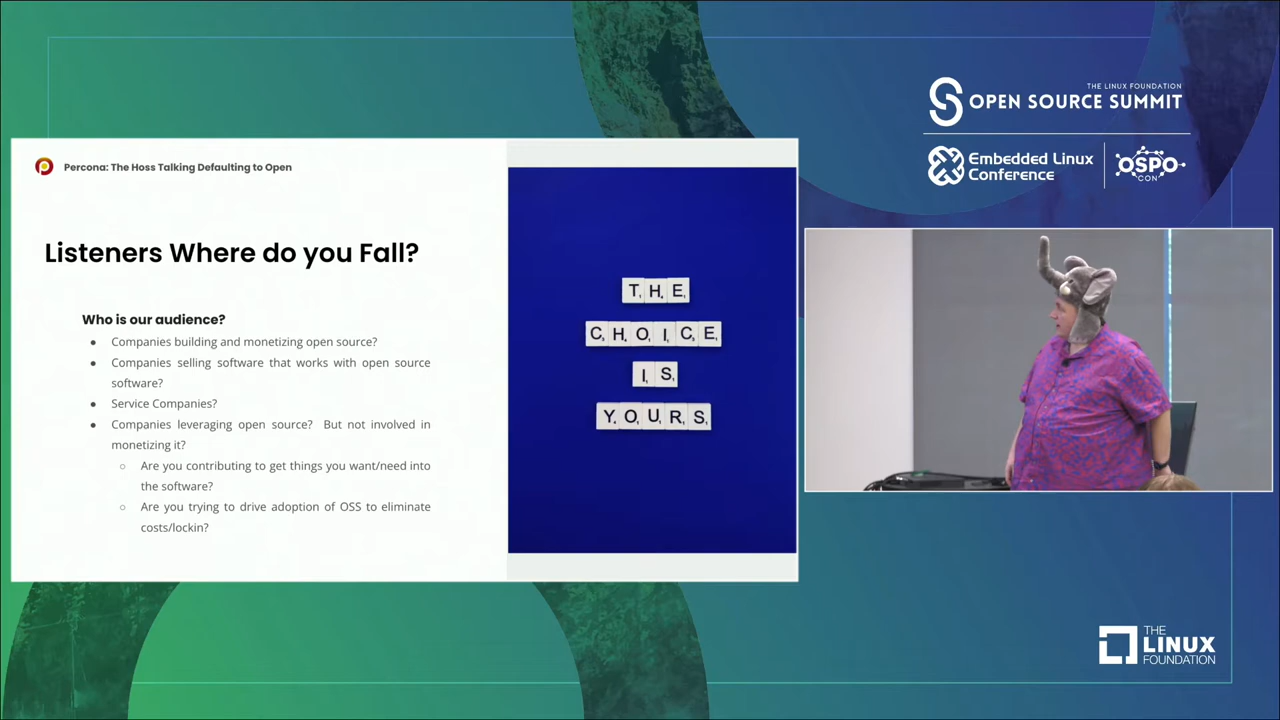 THE LINUX FOUNDATION
OPEN SOURCE SUMMIT
Embedded Linux
Conference
OSPO
CON
Percona: The Hoss Talking Defaulting to Open
Listeners Where do you Fall?
Who is our audience?
● Companies building and monetizing open source?
● Companies selling software that works with open source
software?
● Service Companies?
● Companies leveraging open source? But not involved in
monetizing it?
○ Are you contributing to get things you want/need into
the software?
○ Are you trying to drive adoption of OSS to eliminate
costs/lockin?
THE
CHOICE
IS
YOURS
THE
LINUX
FOUNDATION